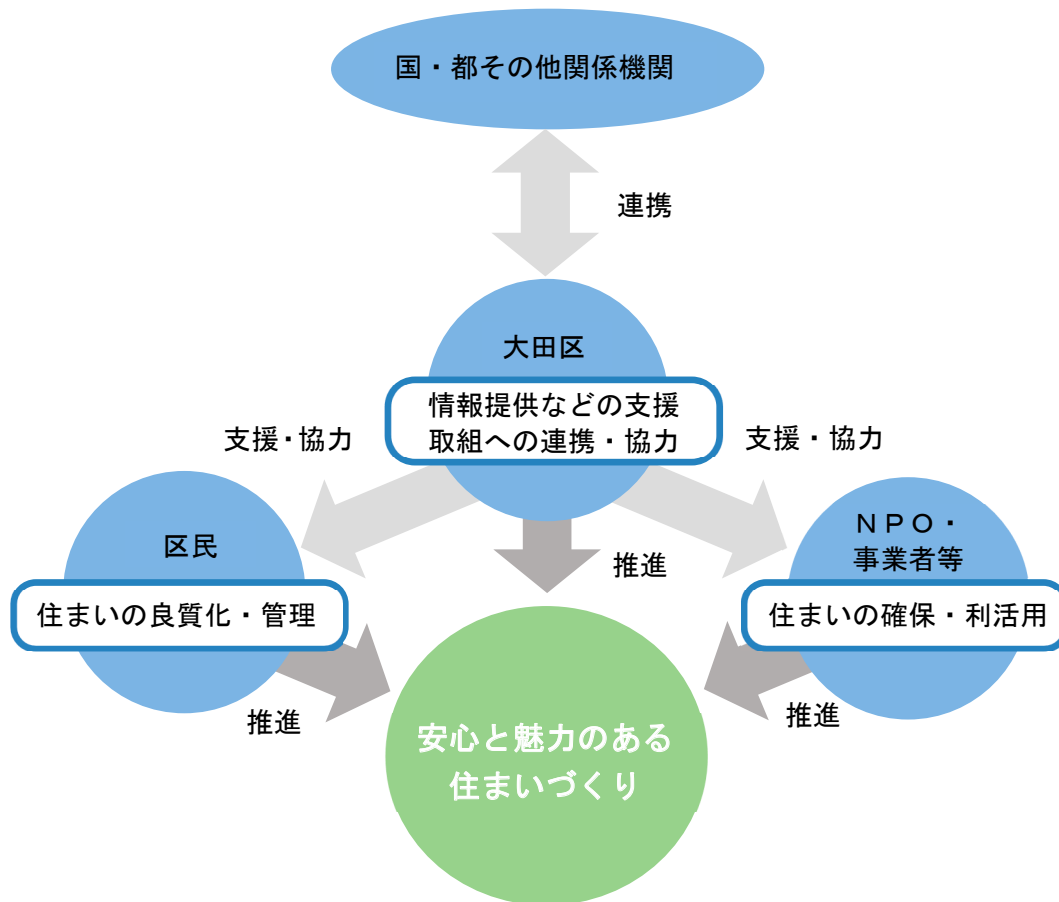 国・都その他関係機関
連携
大田区
情報提供などの支援
取組への連携・協力
支援・協力
支援・協力
区民
住まいの良質化・管理
NPO・
事業者等
住まいの確保・利活用
推進
推進
推進
安心と魅力のある
住まいづくり